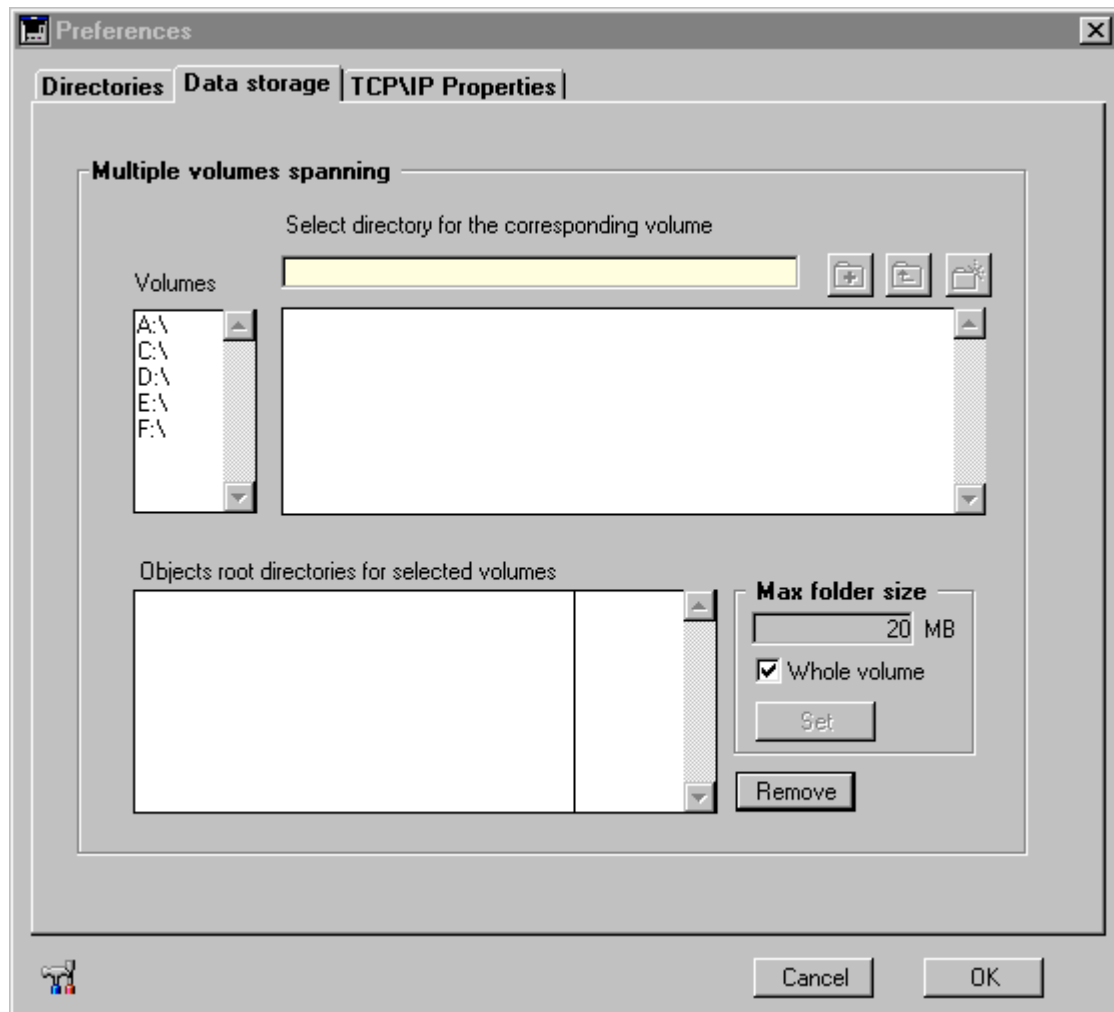 Preferences
Directories Data storage TCP\IP Properties
Multiple volumes spanning
Select directory for the corresponding volume
Volumes
A:\
C:\
D:\
E:\
F:\
Objects root directories for selected volumes
Max folder size
20 MB
Whole volume
Set
Remove
Cancel OK